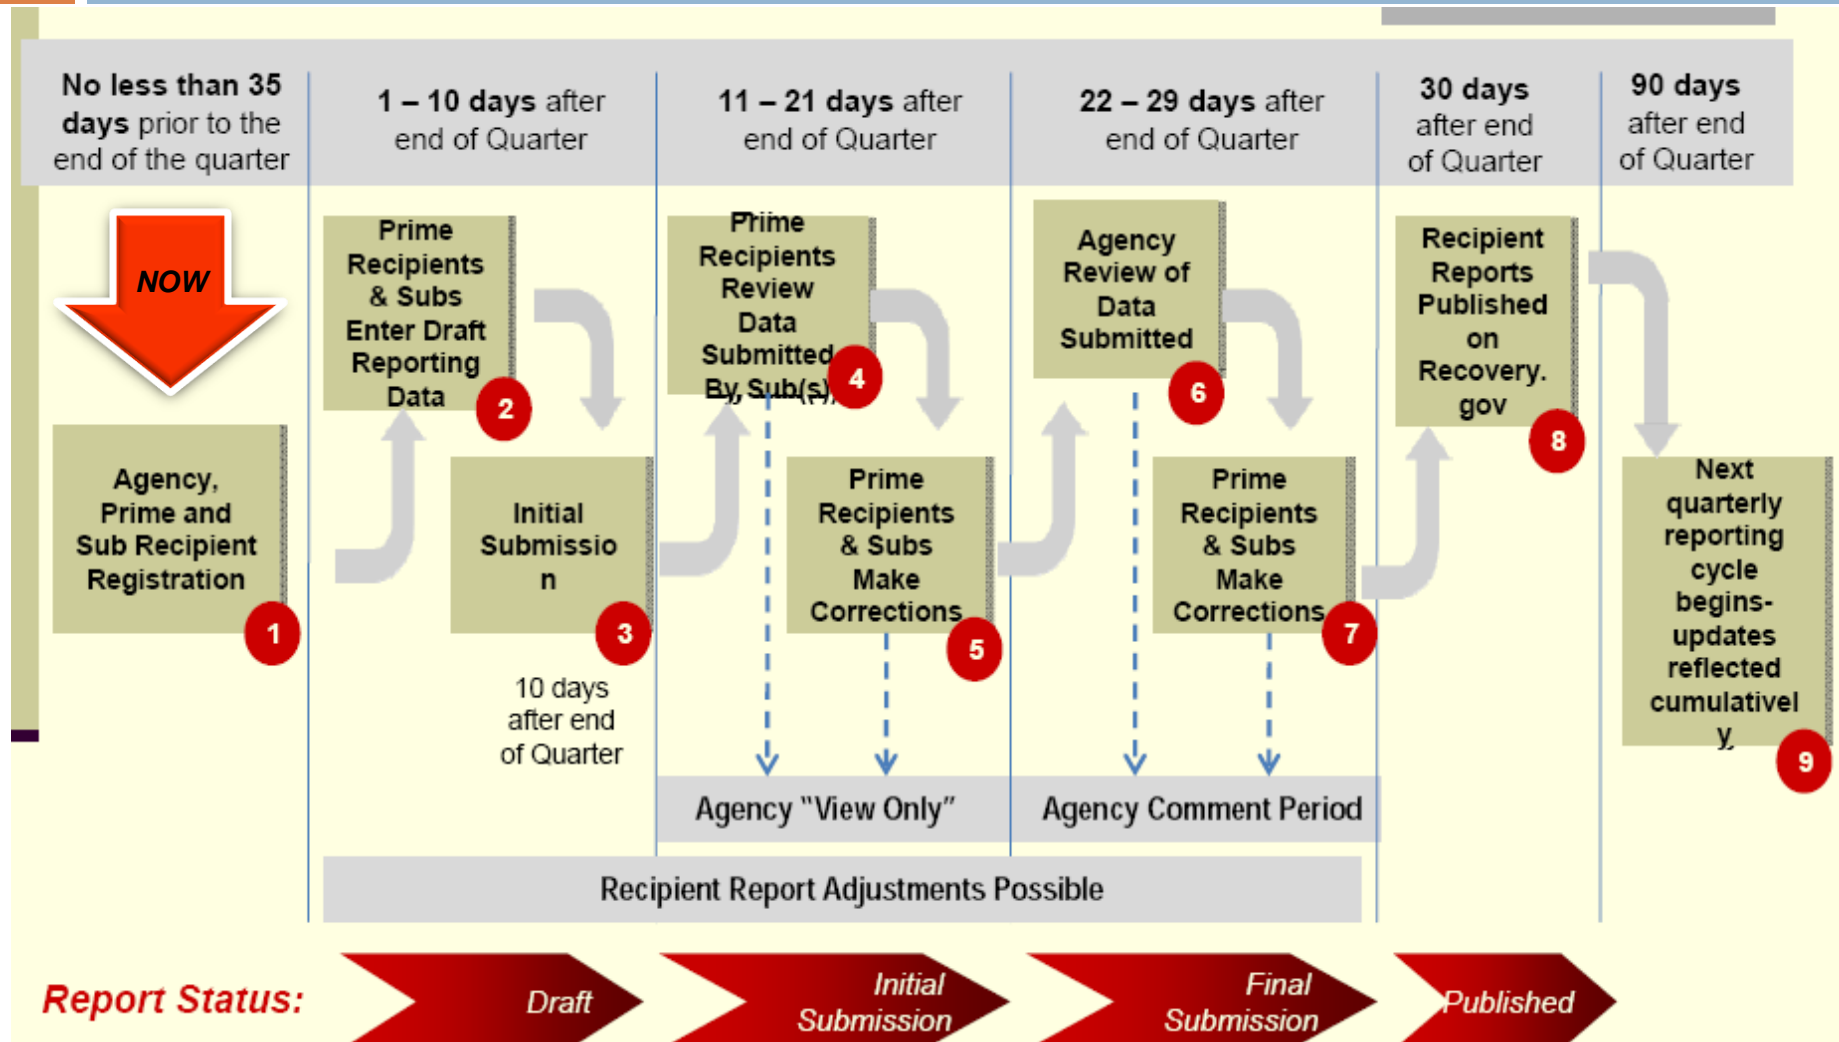 No less than 35
days prior to the
end of the quarter
1 – 10 days after
end of Quarter
11 – 21 days after
end of Quarter
22 – 29 days after
end of Quarter
30 days
after end
of Quarter
90 days
after end
of Quarter
NOW
Agency,
Prime and
Sub Recipient
Registration
1
Prime
Recipients
& Subs
Enter Draft
Reporting
Data
2
Initial
Submissio
n
3
10 days
after end
of Quarter
Prime
Recipients
Review
Data
Submitted
By Sub(s)
4
Prime
Recipients
& Subs
Make
Corrections
5
Agency
Review of
Data
Submitted
6
Prime
Recipients
& Subs
Make
Corrections
7
Recipient
Reports
Published
on
Recovery.
gov
8
Next
quarterly
reporting
cycle
begins-
updates
reflected
cumulativel
y
9
Agency “View Only”
Agency Comment Period
Recipient Report Adjustments Possible
Report Status:
Draft
Initial
Submission
Final
Submission
Published